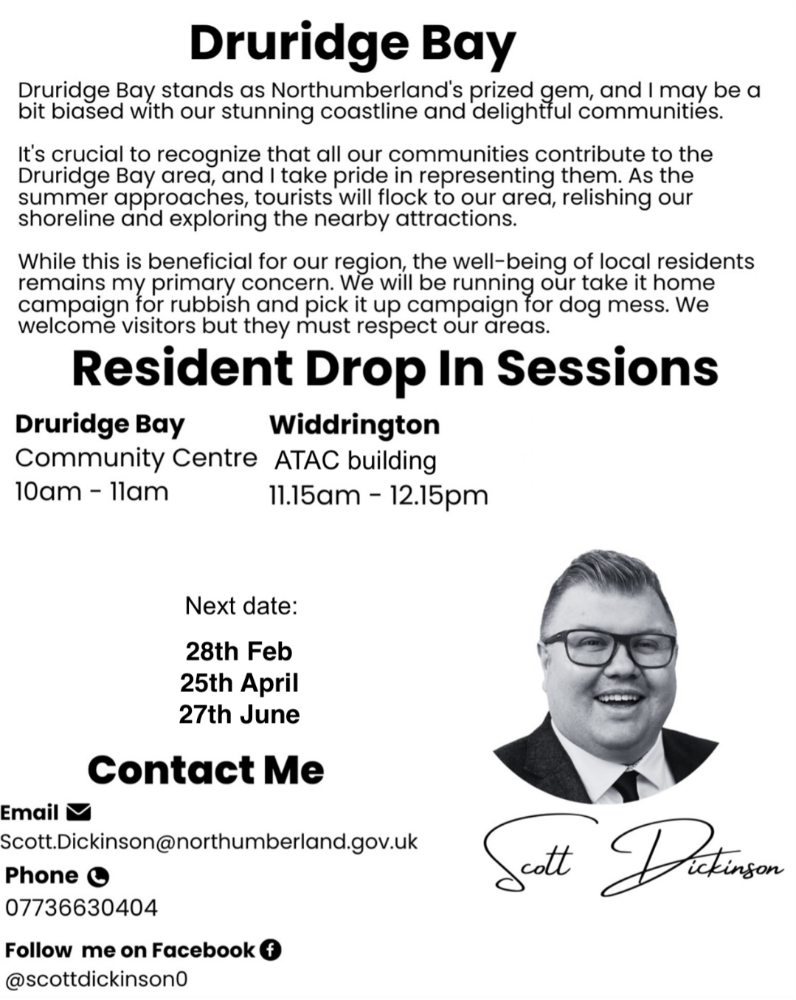 Druridge Bay
Druridge Bay stands as Northumberland's prized gem, and I may be a
bit biased with our stunning coastline and delightful communities.
It's crucial to recognize that all our communities contribute to the
Druridge Bay area, and I take pride in representing them. As the
summer approaches, tourists will flock to our area, relishing our
shoreline and exploring the nearby attractions.
While this is beneficial for our region, the well-being of local residents
remains my primary concern. We will be running our take it home
campaign for rubbish and pick it up campaign for dog mess. We
welcome visitors but they must respect our areas.
Resident Drop In Sessions
Druridge Bay
Community Centre
10am - 11am
Widdrington
ATAC building
11.15am - 12.15pm
Next date:
28th Feb
25th April
27th June
Contact Me
Email
Scott.Dickinson@northumberland.gov.uk
Phone
07736630404
Follow me on Facebook
@scottdickinson0
Scott Dickinson